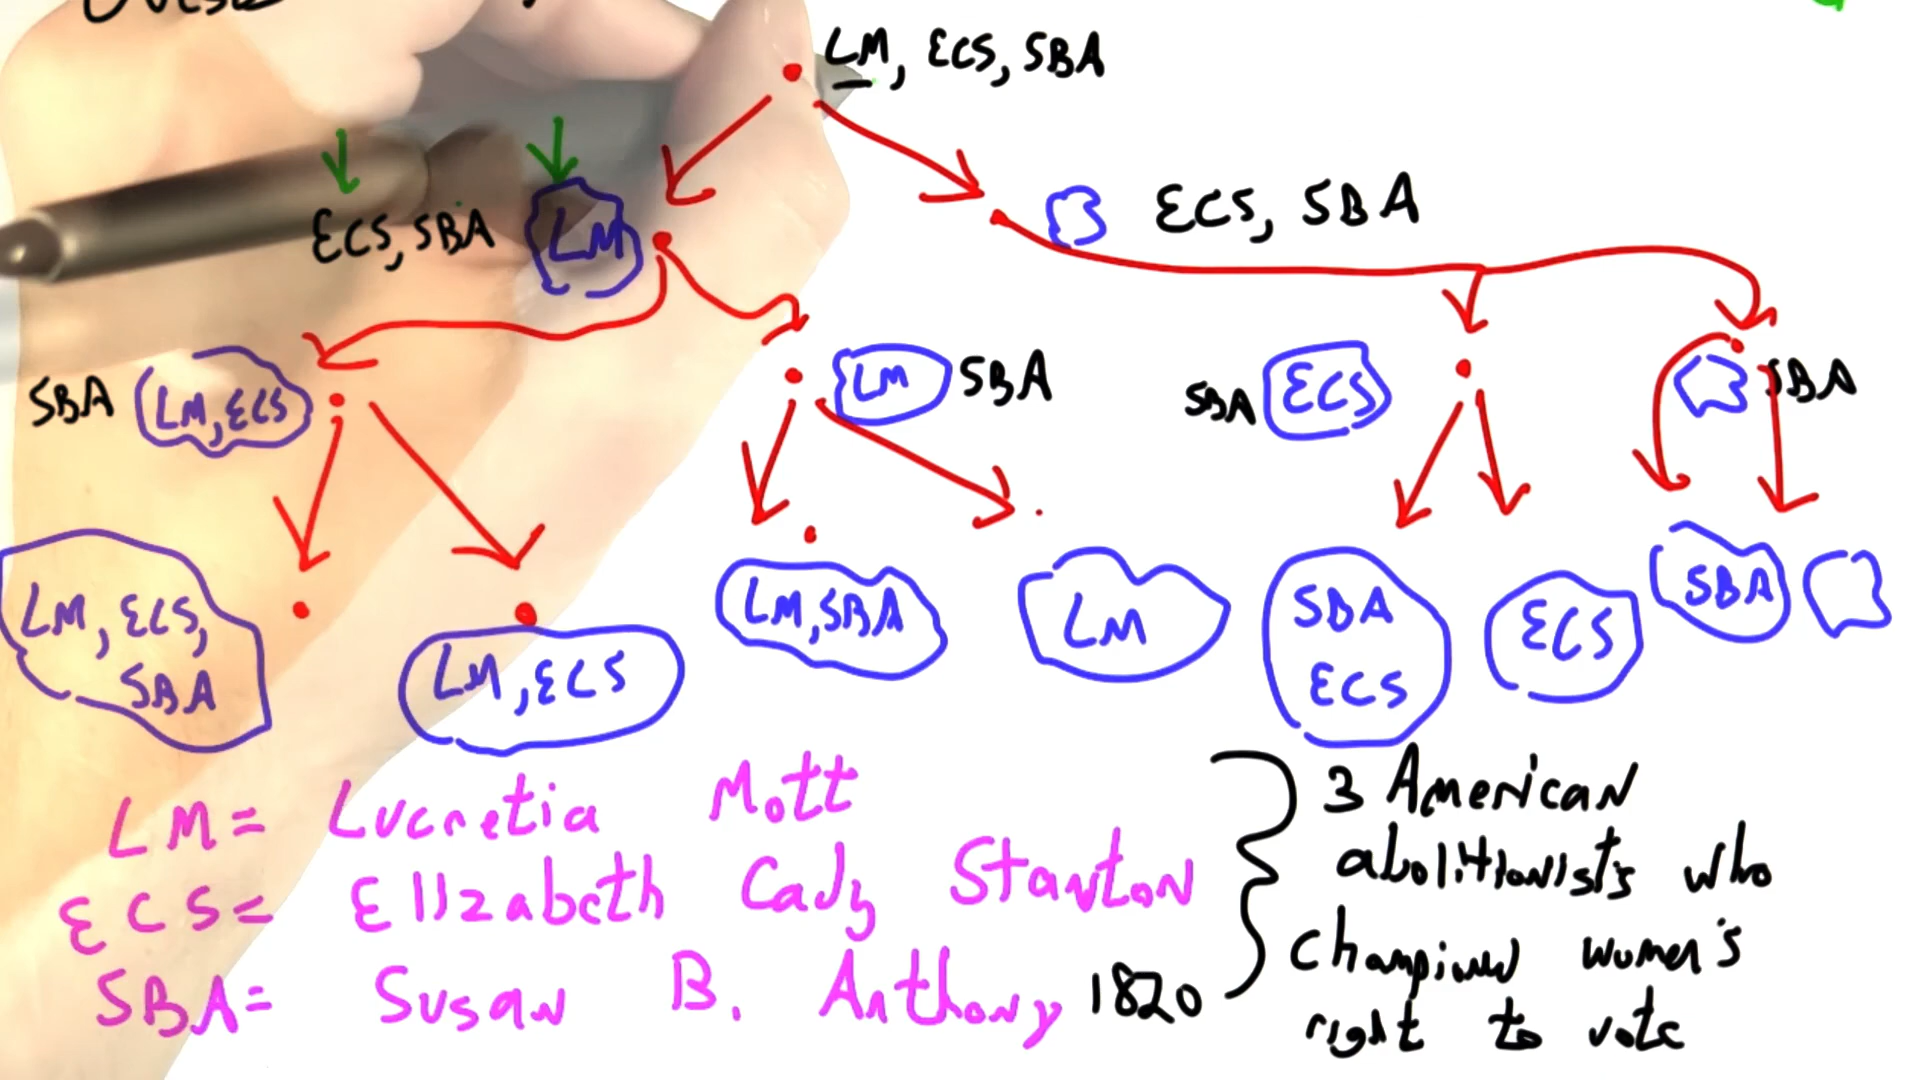 LM, ECS, SBA
ECS, SBA LM
ECS, SBA
SBA LM, ECS
LM SBA
SBA ECS
SBA
LM, ECS,
SBA
LM, ECS
LM, SBA
LM
SBA
ECS
ECS
SBA
LM = Lucretia Mott
ECS = Elizabeth Cady Stanton
SBA = Susan B. Anthony 1820
3 American
abolitionists who
championed women's
right to vote